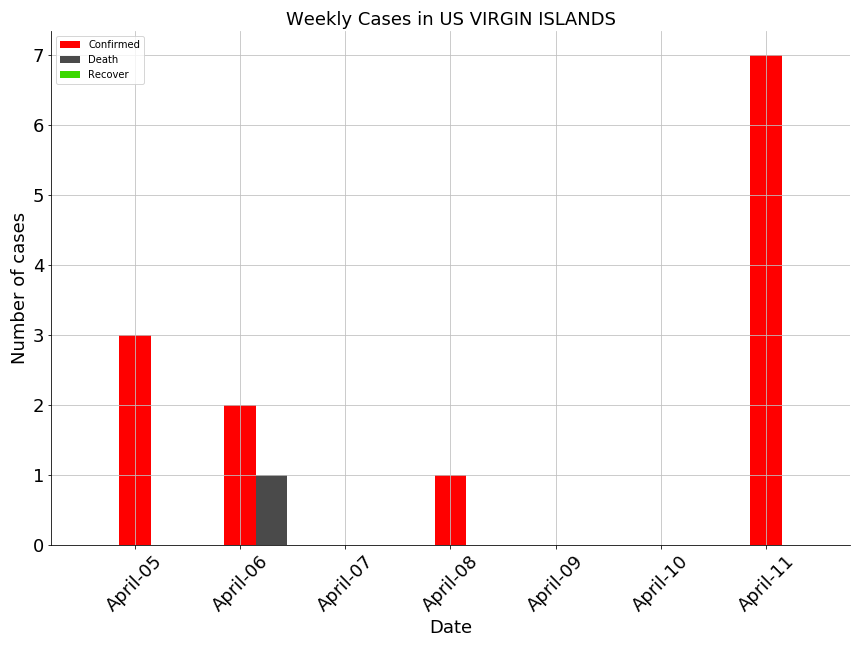 Weekly Cases in US VIRGIN ISLANDS
Confirmed
Death
Recover
Number of cases
7
6
5
4
3
2
1
0
April-05
April-06
April-07
April-08
April-09
April-10
April-11
Date